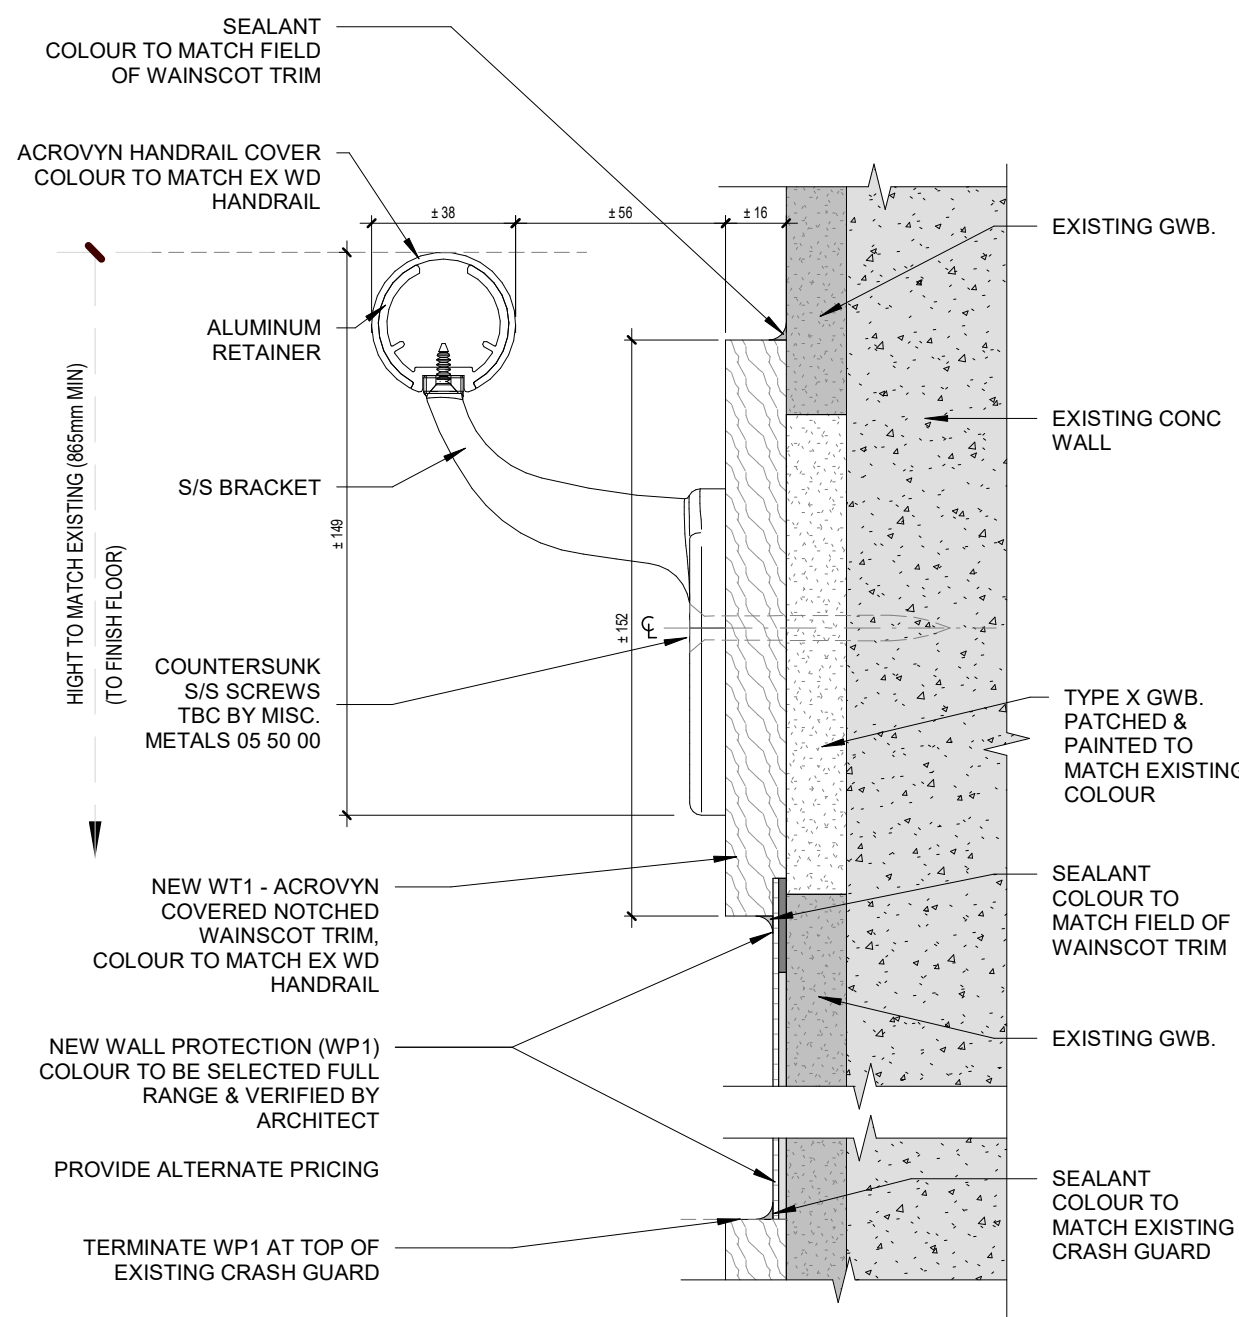 SEALANT
COLOUR TO MATCH FIELD
OF WAINSCOT TRIM
ACROVYN HANDRAIL COVER
COLOUR TO MATCH EX WD
HANDRAIL
± 38
± 56
± 16
EXISTING GWB.
ALUMINUM
RETAINER
EXISTING CONC
WALL
S/S BRACKET
HIGHT TO MATCH EXISTING (865mm MIN)
(TO FINISH FLOOR)
± 149
± 152
CL
COUNTERSUNK
S/S SCREWS
TBC BY MISC.
METALS 05 50 00
TYPE X GWB.
PATCHED &
PAINTED TO
MATCH EXISTING
COLOUR
NEW WT1 - ACROVYN
COVERED NOTCHED
WAINSCOT TRIM,
COLOUR TO MATCH EX WD
HANDRAIL
SEALANT
COLOUR TO
MATCH FIELD OF
WAINSCOT TRIM
NEW WALL PROTECTION (WP1)
COLOUR TO BE SELECTED FULL
RANGE & VERIFIED BY
ARCHITECT
EXISTING GWB.
PROVIDE ALTERNATE PRICING
SEALANT
COLOUR TO
MATCH EXISTING
CRASH GUARD
TERMINATE WP1 AT TOP OF
EXISTING CRASH GUARD